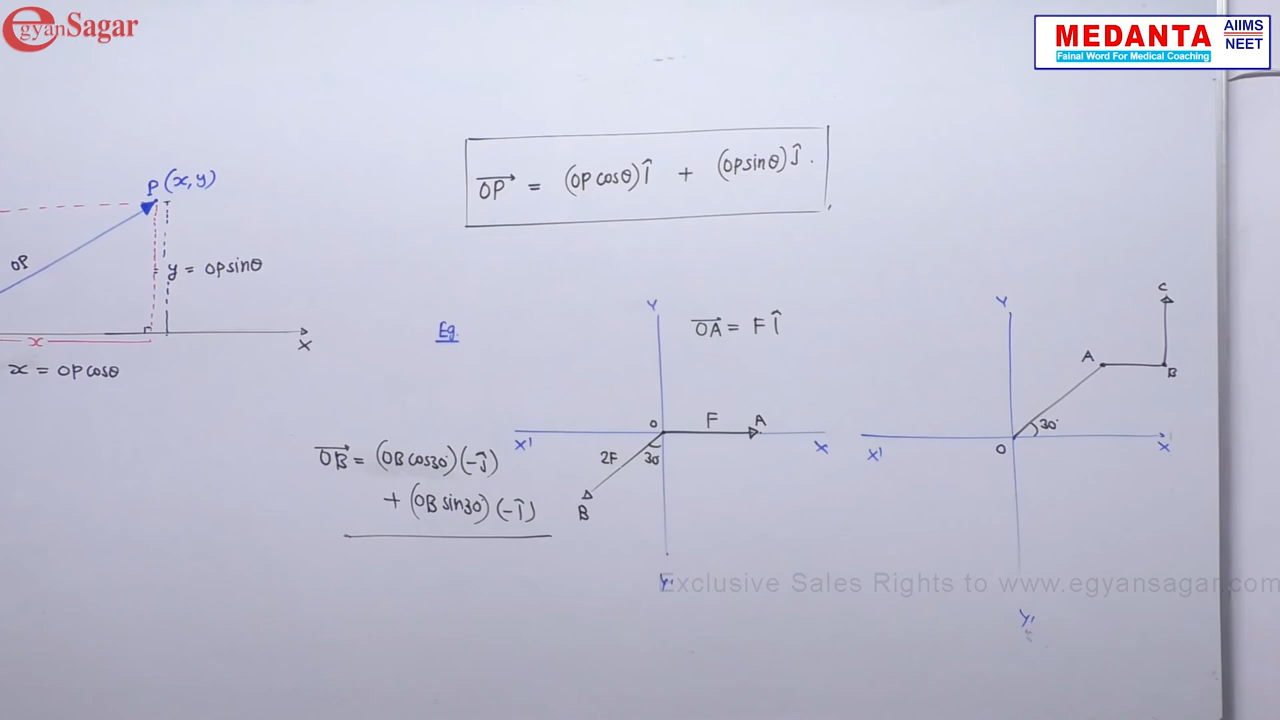 egyanSagar
MEDANTA
AIIMS
NEET
Fainal Word For Medical Coaching
OP = (OP cosθ) î + (OP sinθ) ĵ.
P (x, y)
OP
y = OP sinθ
x
X
x = OP cosθ
Eg.
Y
OA = F î
O
F
A
X'
X
2F
30
B
Y'
OB = (OB cos30°) (-ĵ)
+ (OB sin30°) (-î)
Y
C
A
B
30°
O
X'
X
Y'
Exclusive Sales Rights to www.egyansagar.com